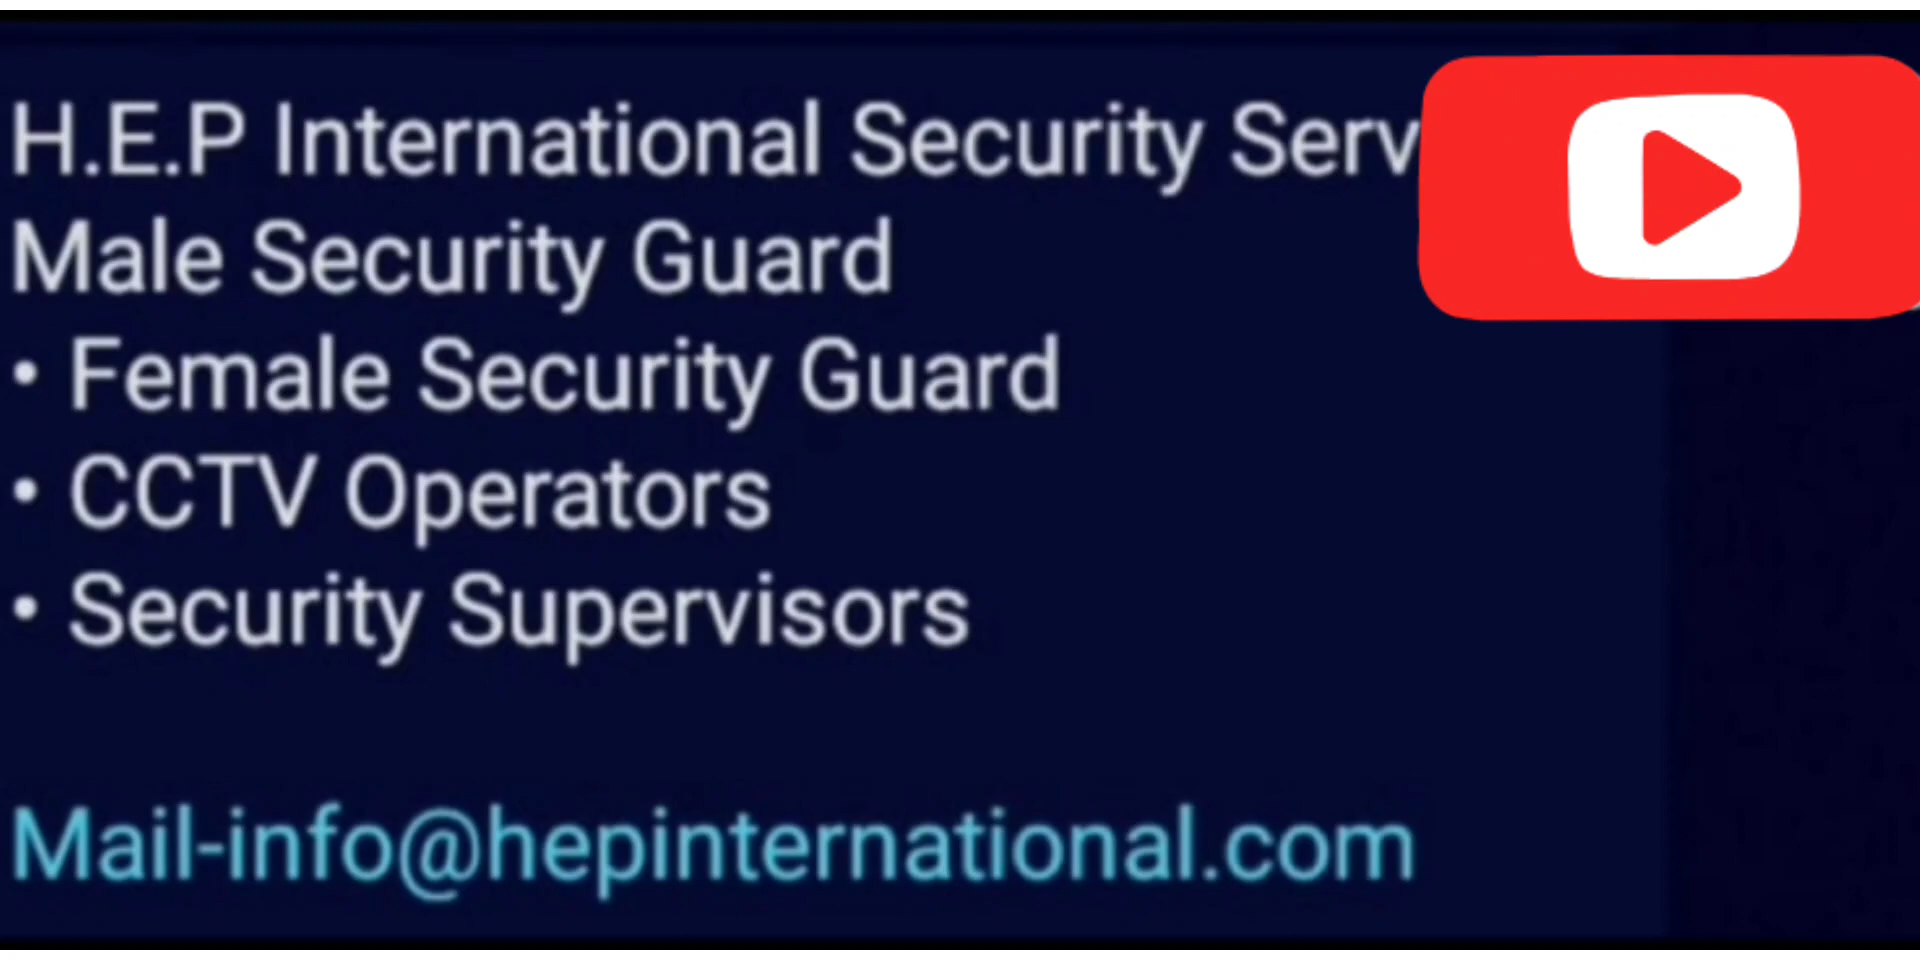 H.E.P International Security Serv
Male Security Guard
• Female Security Guard
• CCTV Operators
• Security Supervisors
Mail-info@hepinternational.com